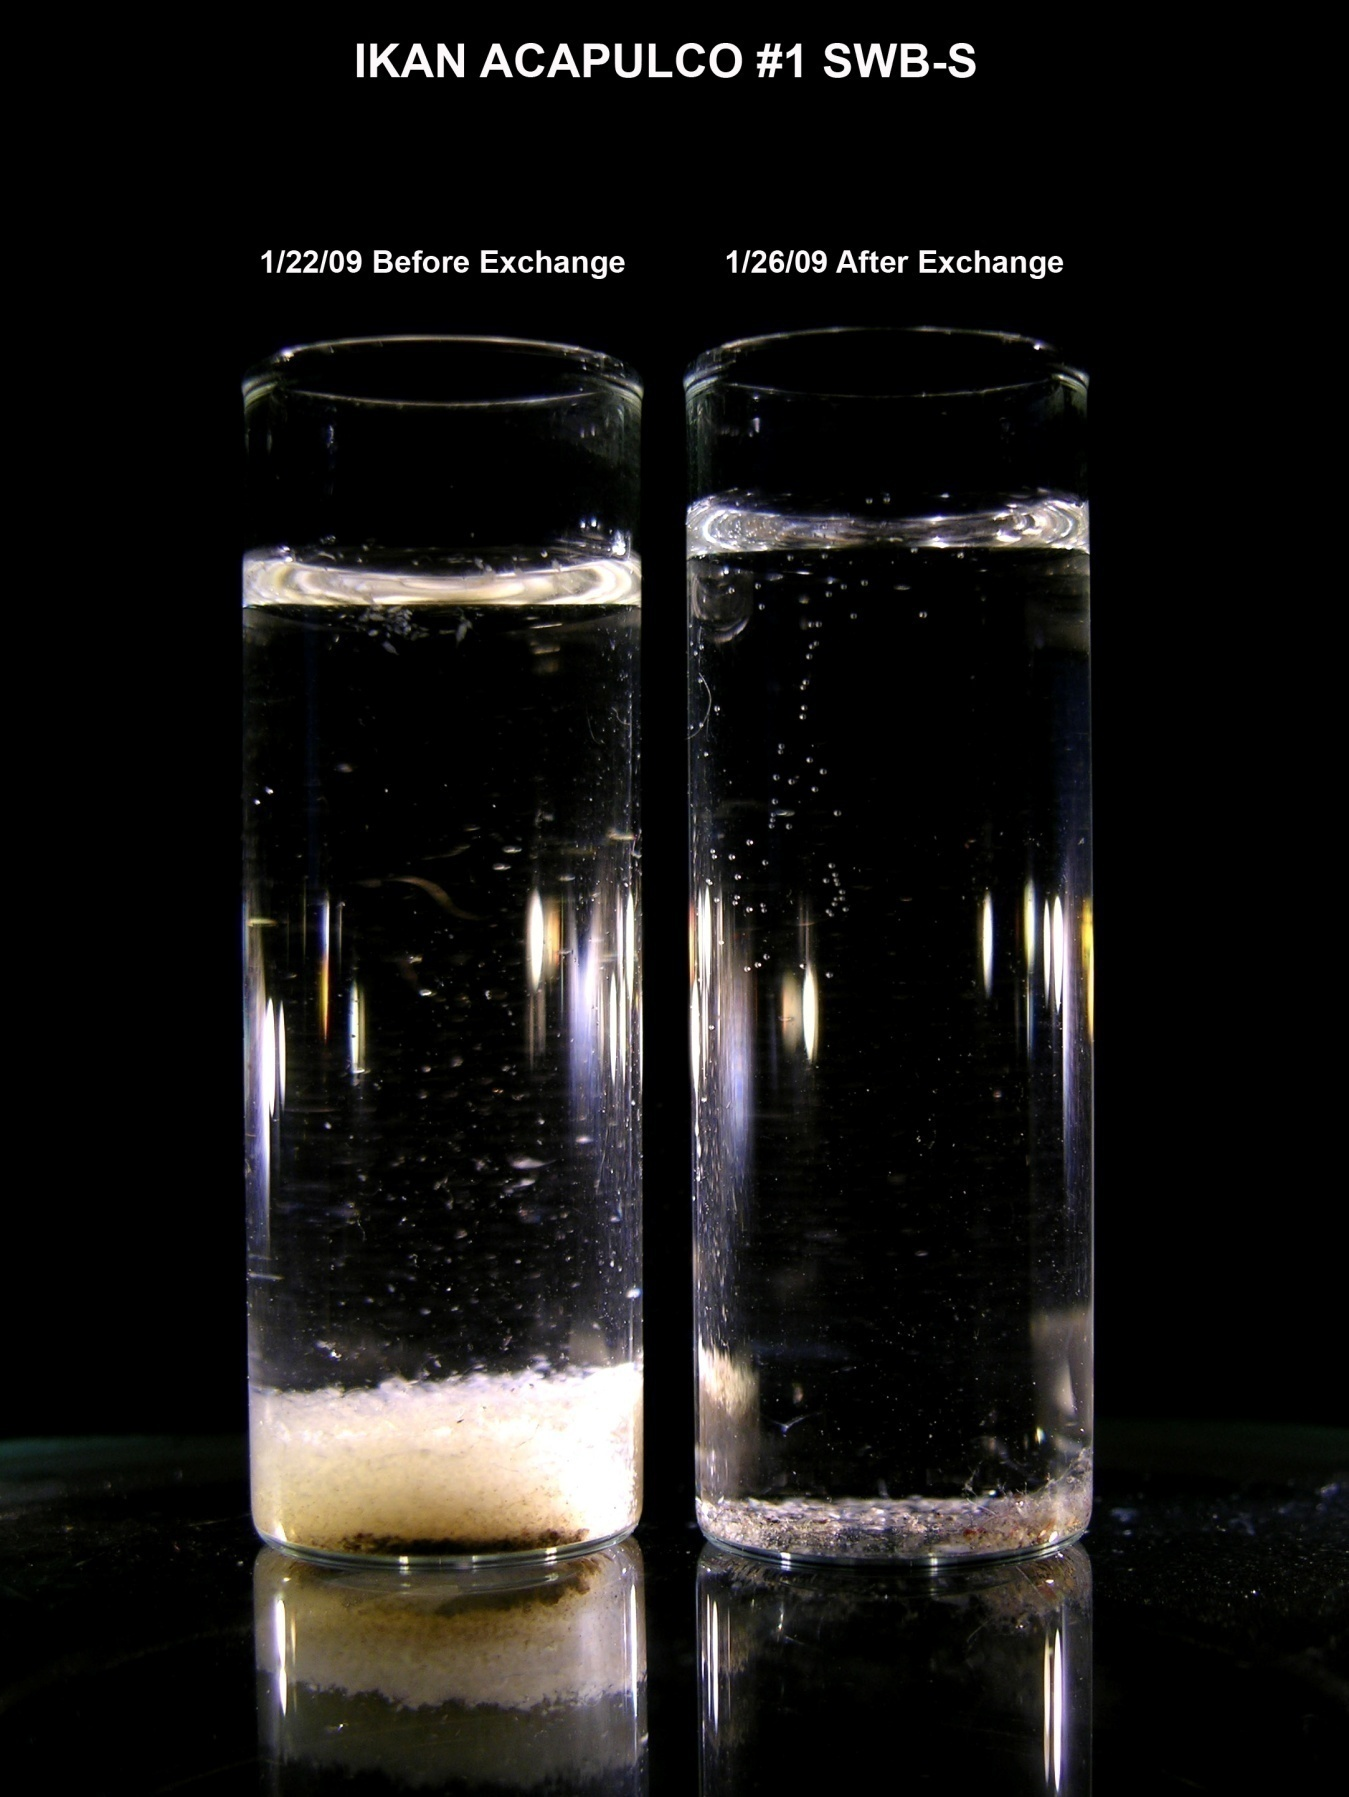 IKAN ACAPULCO #1 SWB-S
1/22/09 Before Exchange
1/26/09 After Exchange